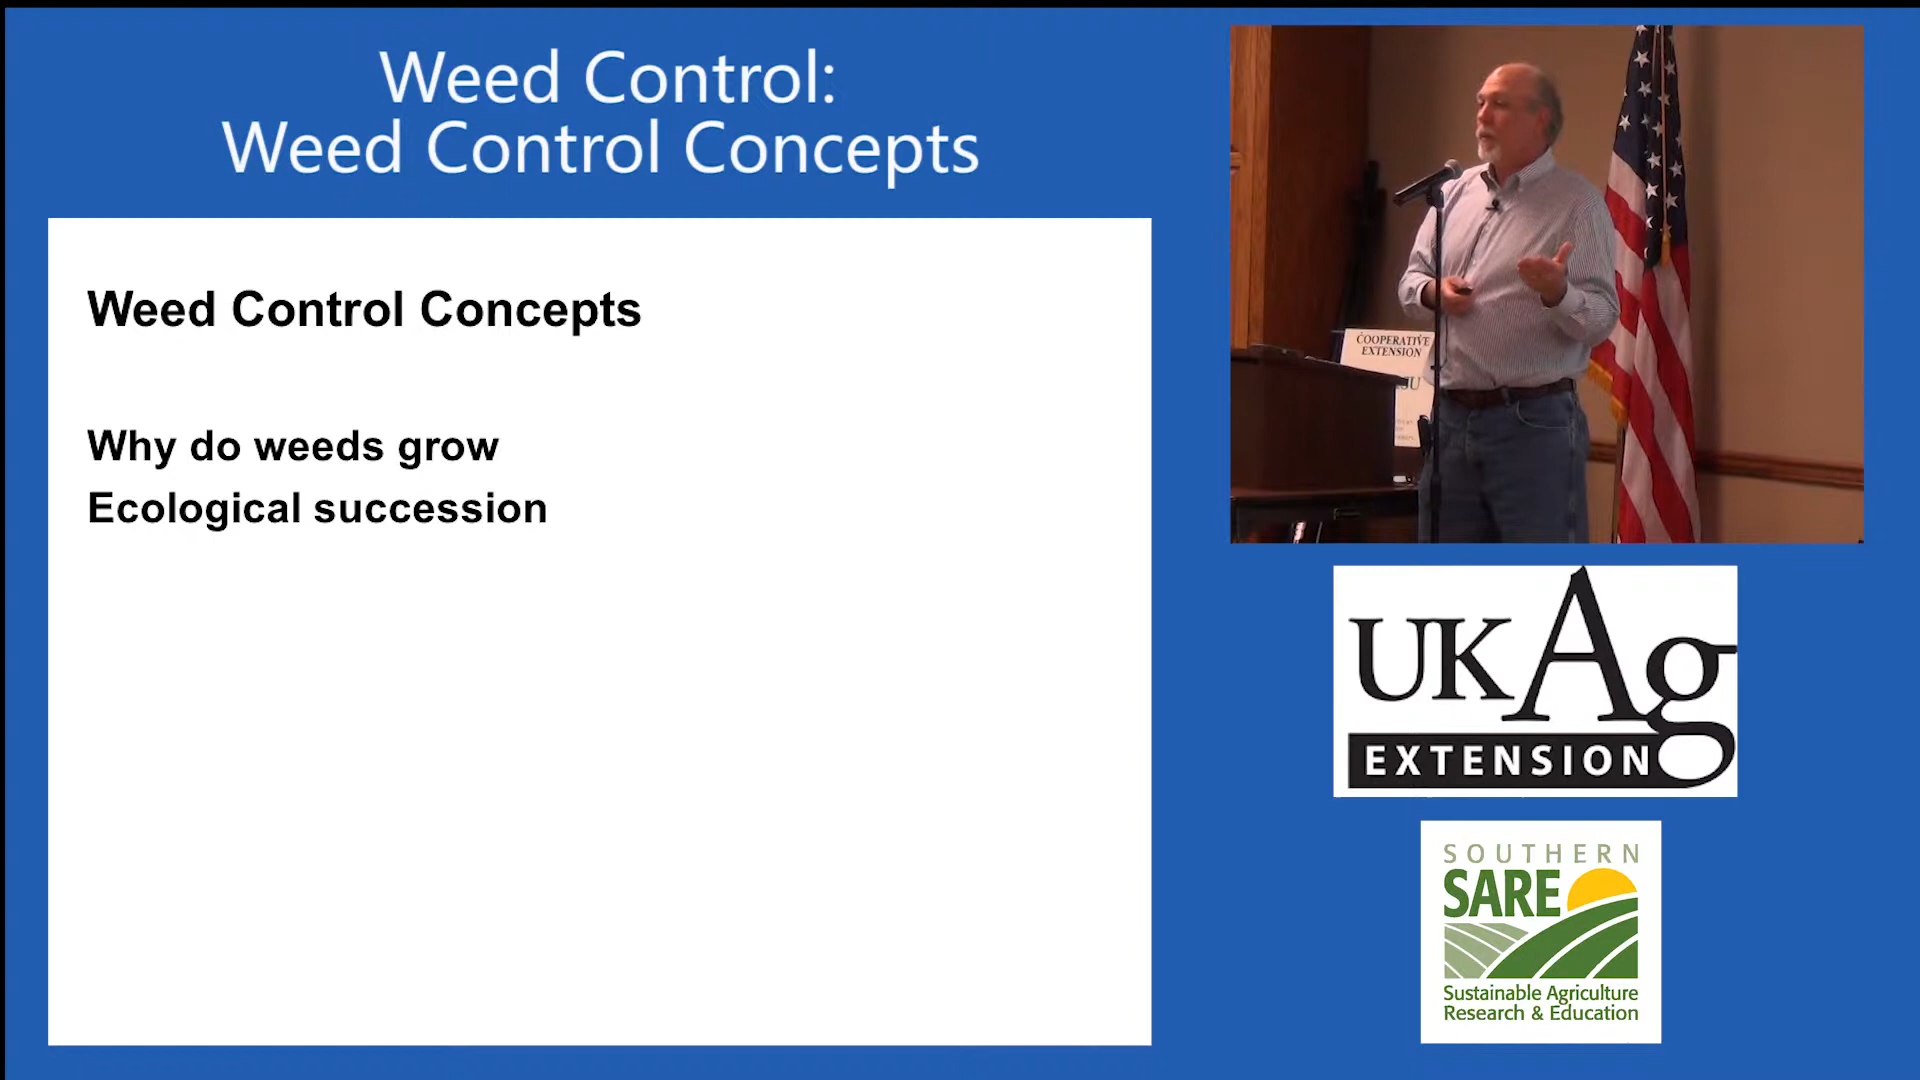 Weed Control:
Weed Control Concepts
Weed Control Concepts
Why do weeds grow
Ecological succession
COOPERATIVE
EXTENSION
UKAg
EXTENSION
SOUTHERN
SARE
Sustainable Agriculture
Research & Education